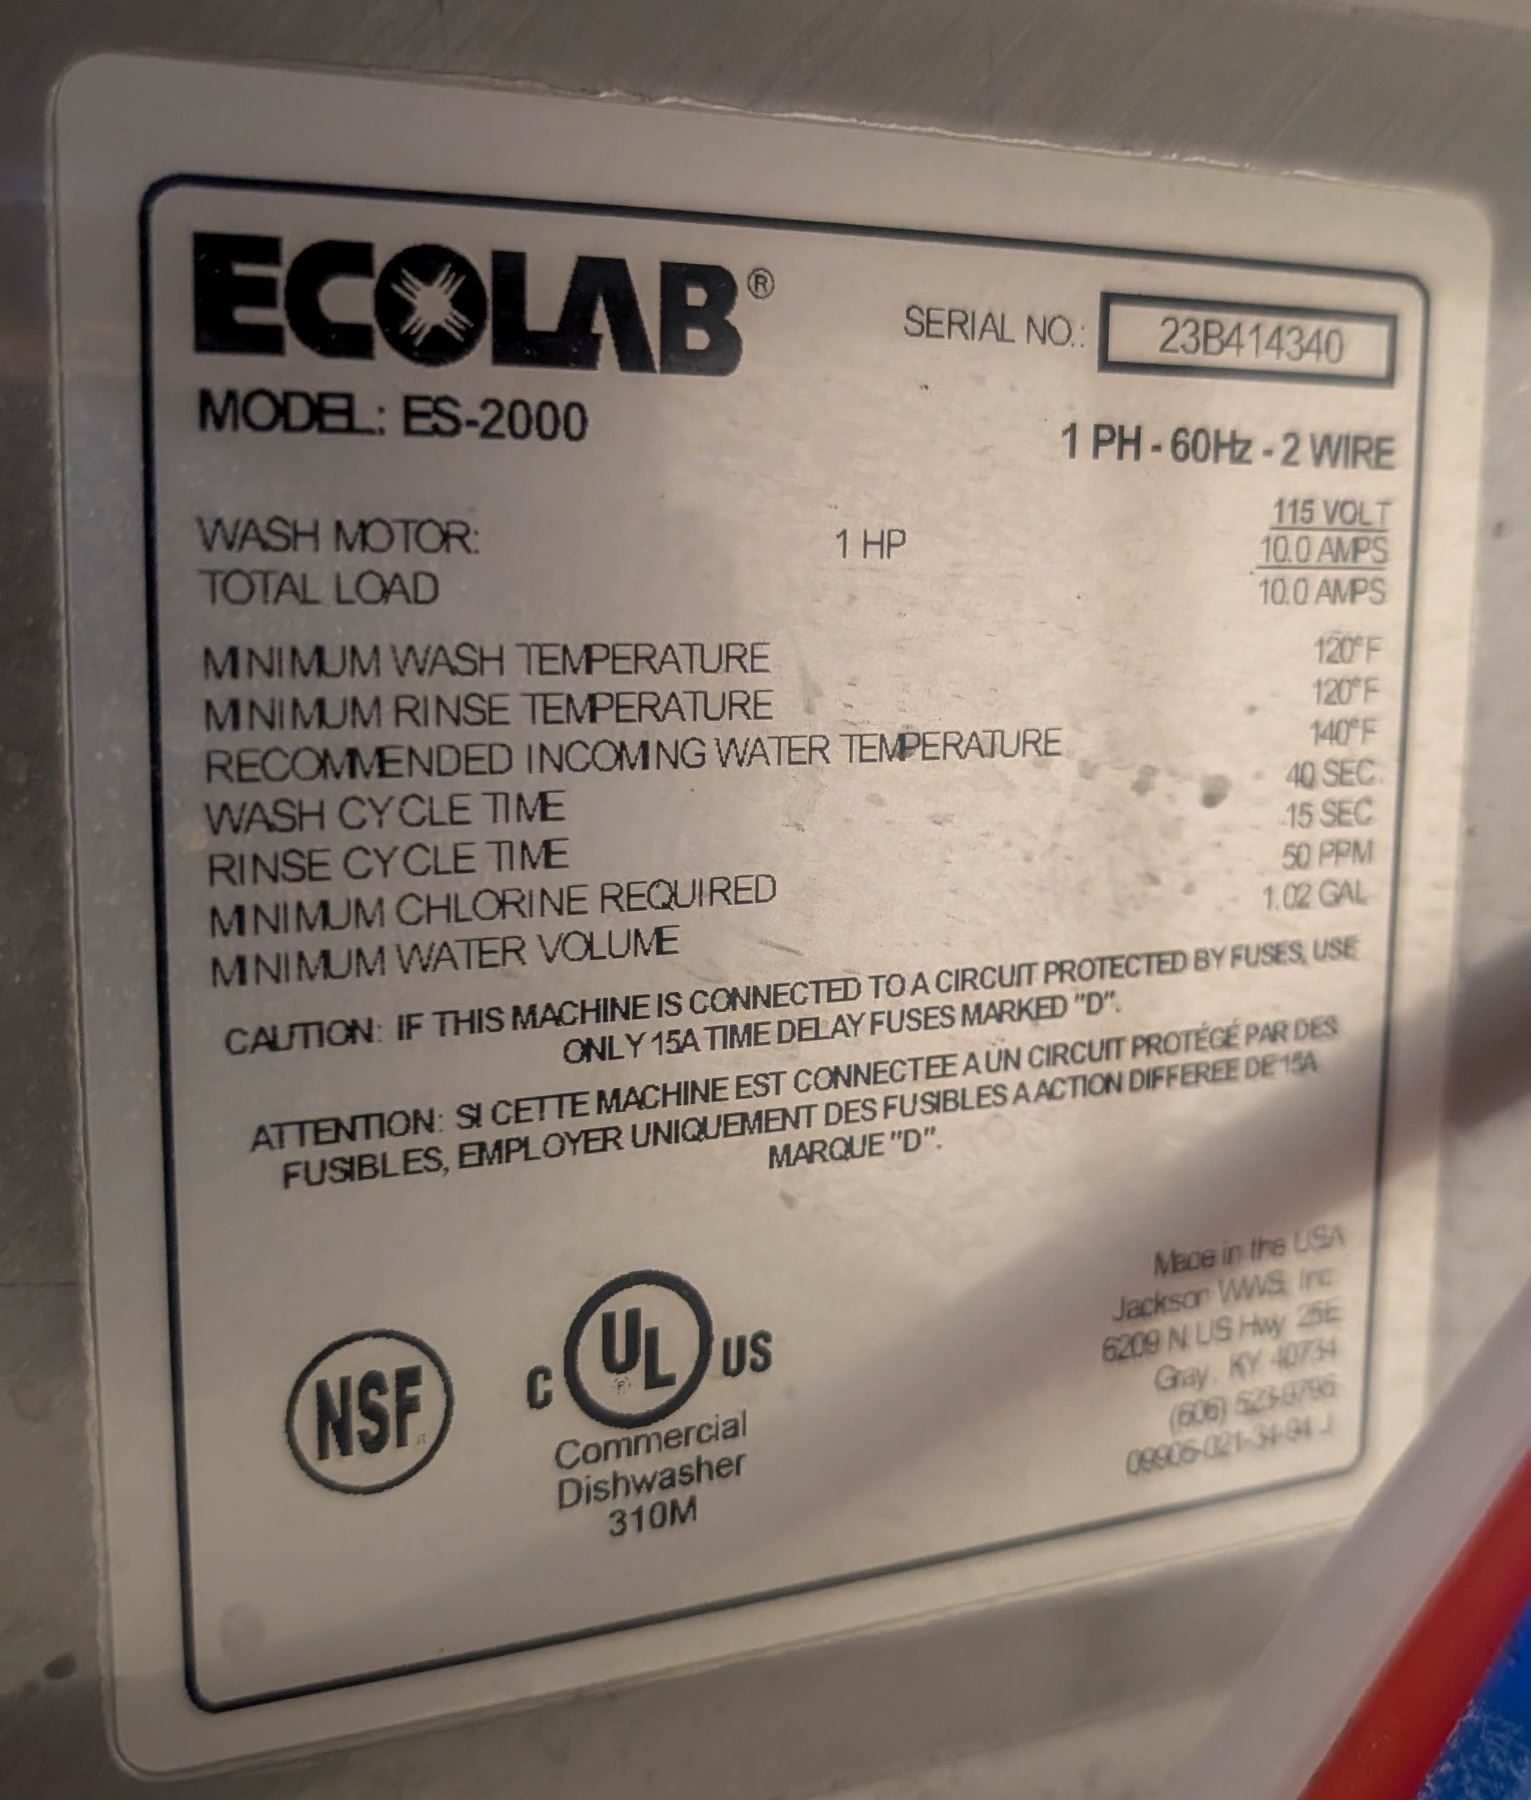 ECOLAB®
SERIAL NO.: 23B414340
MODEL: ES-2000
1 PH - 60Hz - 2 WIRE
115 VOLT
WASH MOTOR: 1 HP 10.0 AMPS
TOTAL LOAD 10.0 AMPS
MINIMUM WASH TEMPERATURE 120°F
MINIMUM RINSE TEMPERATURE 120°F
RECOMMENDED INCOMING WATER TEMPERATURE 140°F
WASH CYCLE TIME 40 SEC.
RINSE CYCLE TIME 15 SEC
MINIMUM CHLORINE REQUIRED 50 PPM
MINIMUM WATER VOLUME 1.02 GAL
CAUTION: IF THIS MACHINE IS CONNECTED TO A CIRCUIT PROTECTED BY FUSES, USE
ONLY 15A TIME DELAY FUSES MARKED "D".
ATTENTION: SI CETTE MACHINE EST CONNECTEE A UN CIRCUIT PROTÉGÉ PAR DES
FUSIBLES, EMPLOYER UNIQUEMENT DES FUSIBLES A ACTION DIFFEREE DE 15A
MARQUE "D".
Made in the USA
Jackson WWS, Inc.
6209 N US Hwy 25E
Gray, KY 40734
(606) 523-9795
09905-021-34-94 J
NSF
C UL US
Commercial
Dishwasher
310M